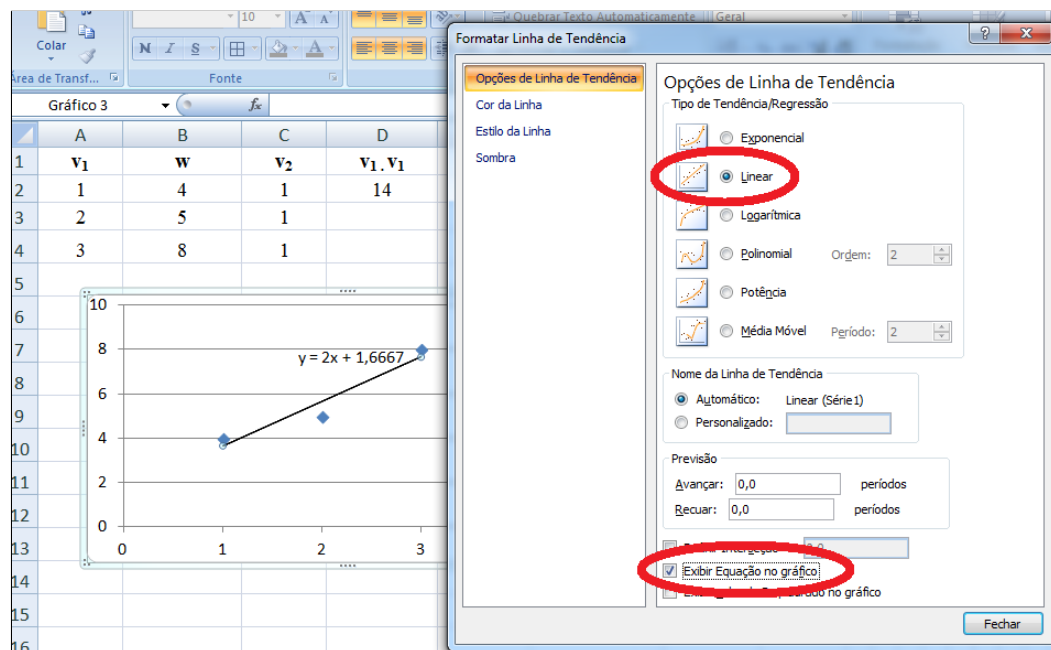 10
A
A
Quebrar Texto Automaticamente
Geral
Colar
N I S
A
Área de Transf...
Fonte
Gráfico 3
fx
A B C D
1 v1 w v2 v1.v1
2 1 4 1 14
3 2 5 1
4 3 8 1
5
6
7
8
9
10
11
12
13
14
15
16
10
8
6
4
2
0
0 1 2 3
y = 2x + 1,6667
Formatar Linha de Tendência
?
X
Opções de Linha de Tendência
Cor da Linha
Estilo da Linha
Sombra
Opções de Linha de Tendência
Tipo de Tendência/Regressão
Exponencial
Linear
Logarítmica
Polinomial Ordem: 2
Potência
Média Móvel Período: 2
Nome da Linha de Tendência
Automático: Linear (Série1)
Personalizado:
Previsão
Avançar: 0,0 períodos
Recuar: 0,0 períodos
Exibir Equação no gráfico
no gráfico
Fechar